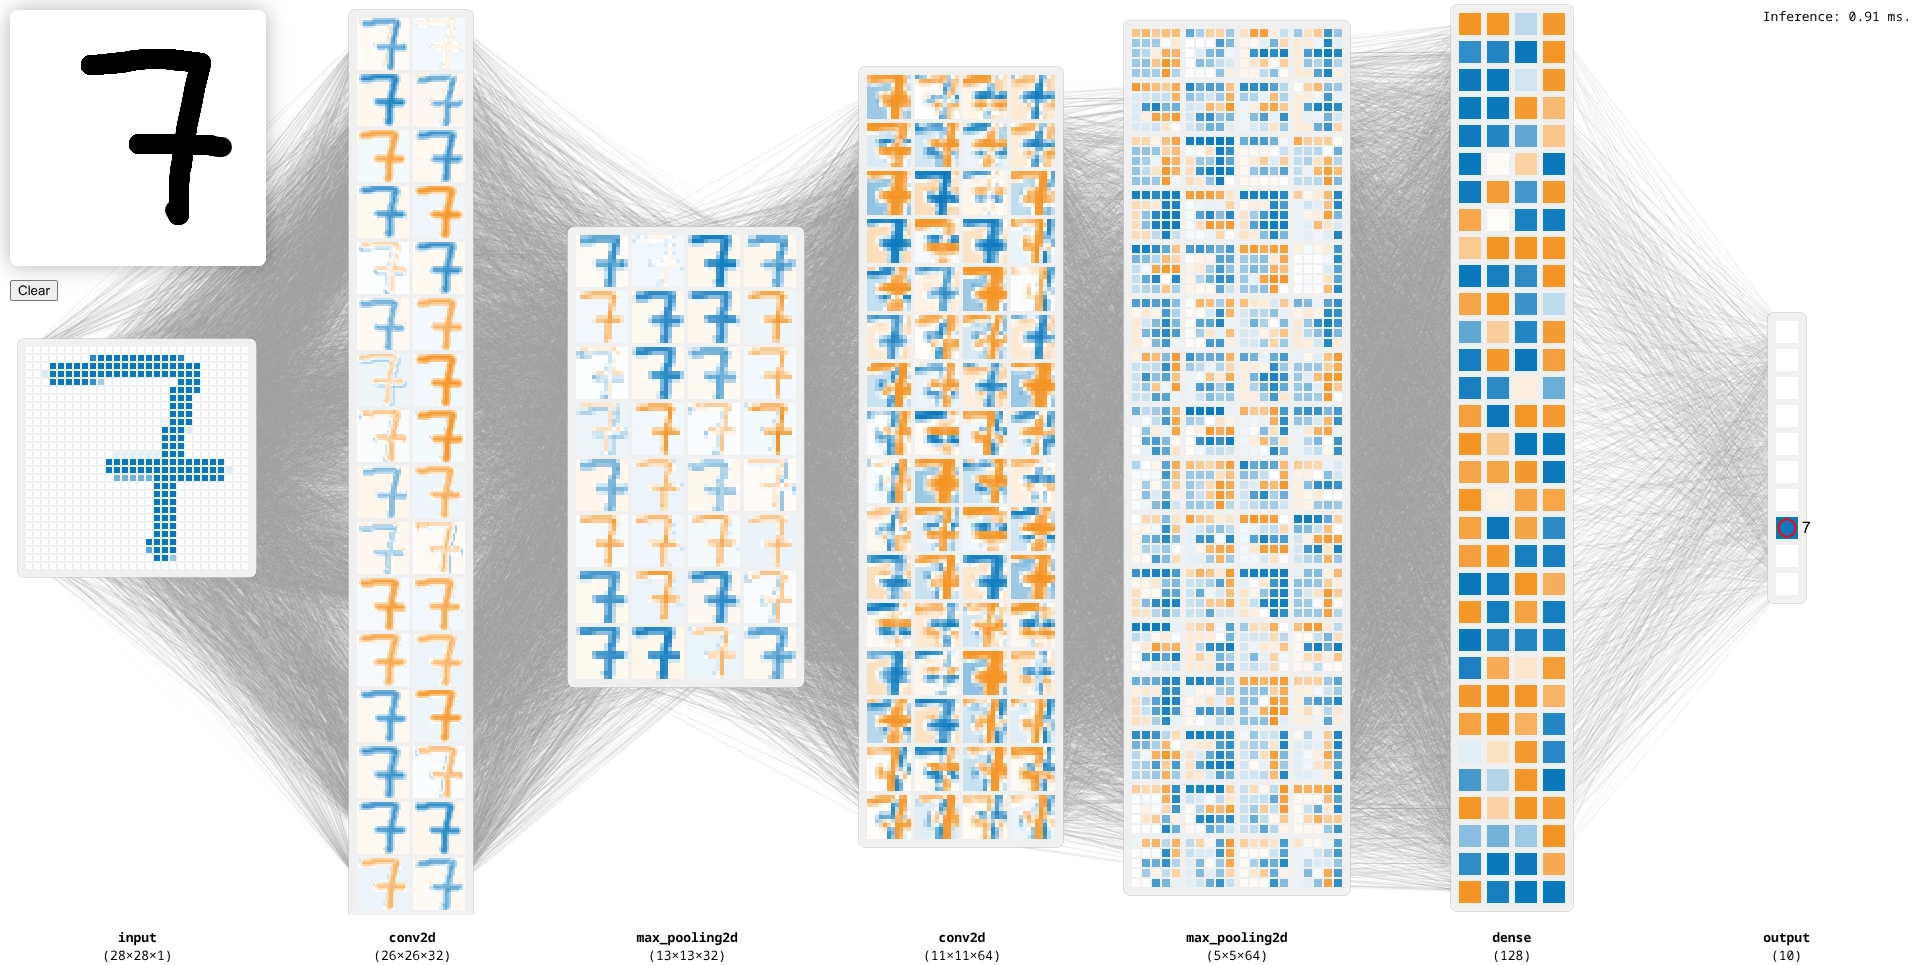 7
Inference: 0.91 ms.
Clear
7
input
(28×28×1)
conv2d
(26×26×32)
max_pooling2d
(13×13×32)
conv2d
(11×11×64)
max_pooling2d
(5×5×64)
dense
(128)
output
(10)